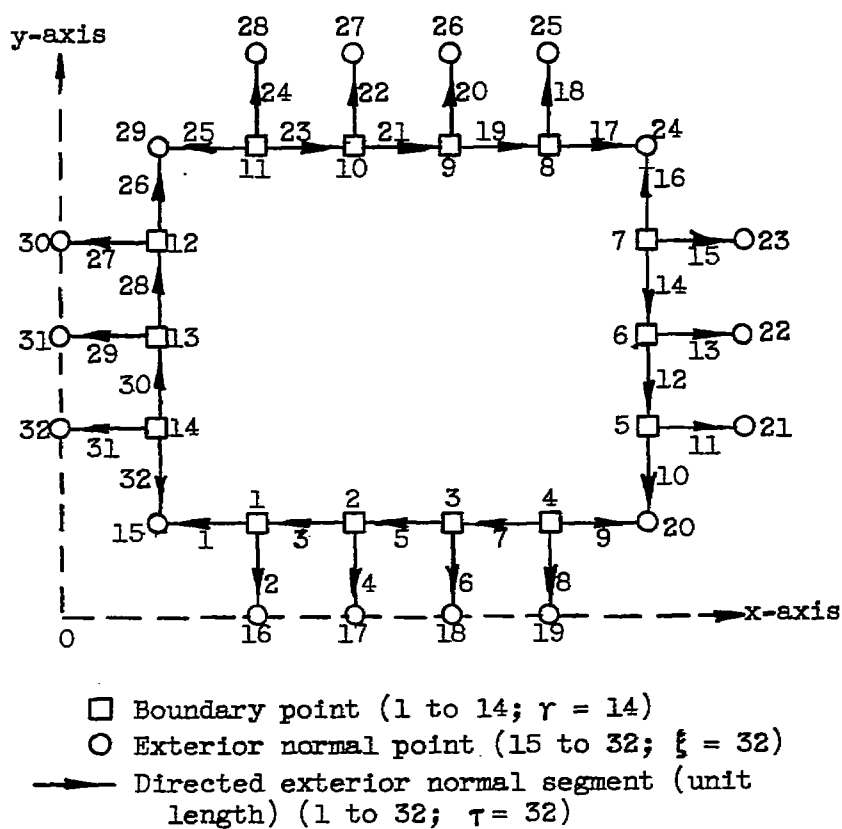 28 27 26 25
y-axis
24 22 20 18
29 25 23 21 19 17 24
11 10 9 8
26 16
30 12 7 23
27 15
28 14
31 13 6 22
29 13
30 12
32 14 5 21
31 11
32 1 2 3 4 10
15 1 3 5 7 9 20
2 4 6 8
x-axis
0 16 17 18 19
Boundary point (1 to 14; γ = 14)
Exterior normal point (15 to 32; ξ = 32)
Directed exterior normal segment (unit
length) (1 to 32; τ = 32)